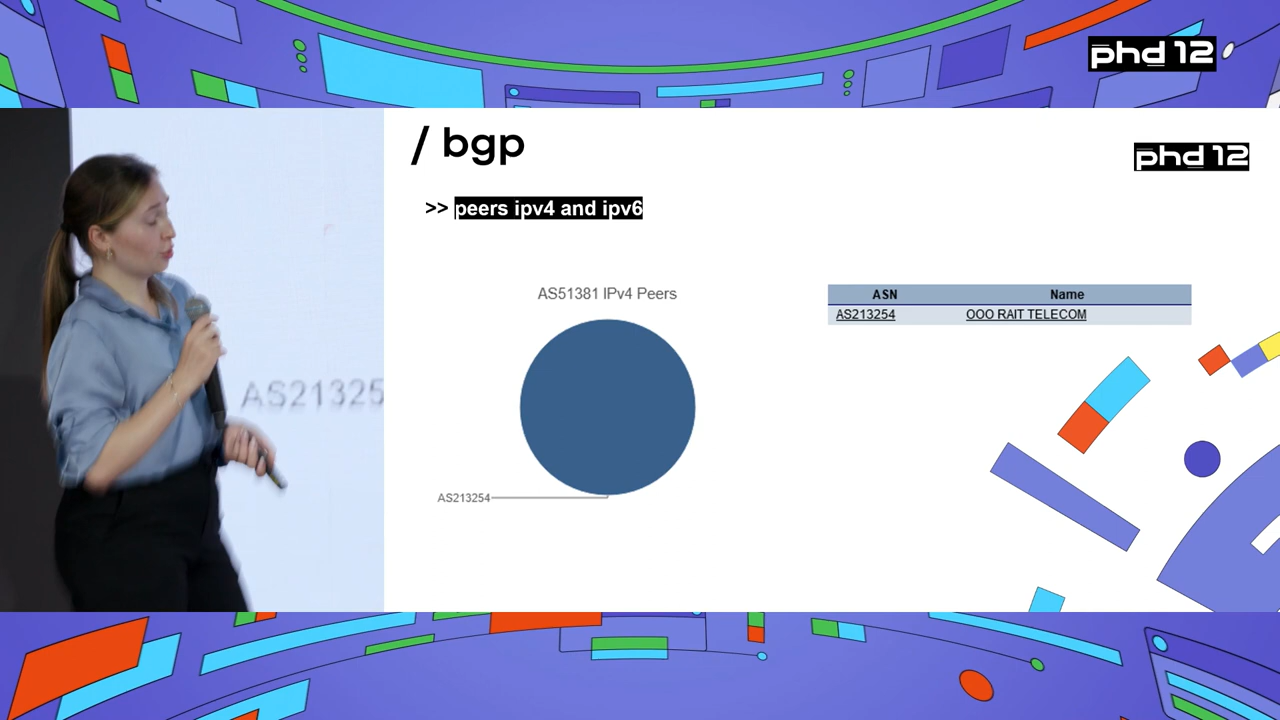 phd 12
/ bgp
phd 12
>> peers ipv4 and ipv6
AS51381 IPv4 Peers
ASN Name
AS213254 OOO RAIT TELECOM
AS21325
AS213254